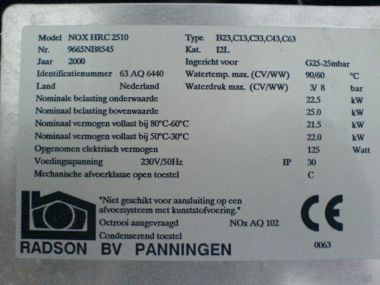 Model NOX HRC 2510 Type B23,C13,C33,C43,C63
Nr. 9665NB8545 Kat. I2L
Jaar 2000 Ingericht voor G25-25mbar
Identificatienummer 63 AQ 6440 Watertemp. max. (CV/WW) 90/60 °C
Land Nederland Waterdruk max. (CV/WW) 3/ 8 bar
Nominale belasting onderwaarde 22.5 kW
Nominale belasting bovenwaarde 25.0 kW
Nominaal vermogen vollast bij 80°C-60°C 21.5 kW
Nominaal vermogen vollast bij 50°C-30°C 22.0 kW
Opgenomen elektrisch vermogen 125 Watt
Voedingsspanning 230V/50Hz IP 30
Mechanische afvoerklasse open toestel C
"Niet geschikt voor aansluiting op een
afvoersysteem met kunststofvoering."
Octrooi aangevraagd NOx AQ 102
Condenserend toestel
CE
0063
RADSON BV PANNINGEN